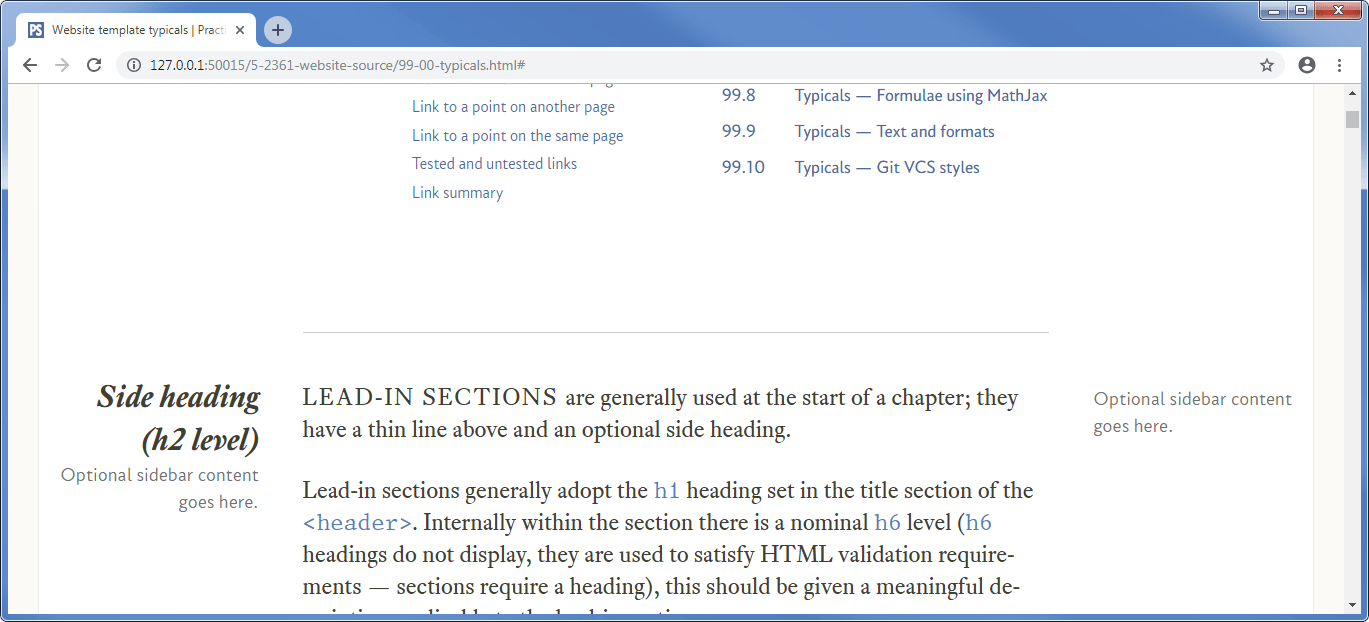 PS Website template typicals | Pract
127.0.0.1:50015/5-2361-website-source/99-00-typicals.html#
Link to a point on another page
Link to a point on the same page
Tested and untested links
Link summary
99.8 Typicals — Formulae using MathJax
99.9 Typicals — Text and formats
99.10 Typicals — Git VCS styles
Side heading
(h2 level)
Optional sidebar content
goes here.
LEAD-IN SECTIONS are generally used at the start of a chapter; they
have a thin line above and an optional side heading.
Lead-in sections generally adopt the h1 heading set in the title section of the
<header>. Internally within the section there is a nominal h6 level (h6
headings do not display, they are used to satisfy HTML validation require-
ments — sections require a heading), this should be given a meaningful de-
Optional sidebar content
goes here.